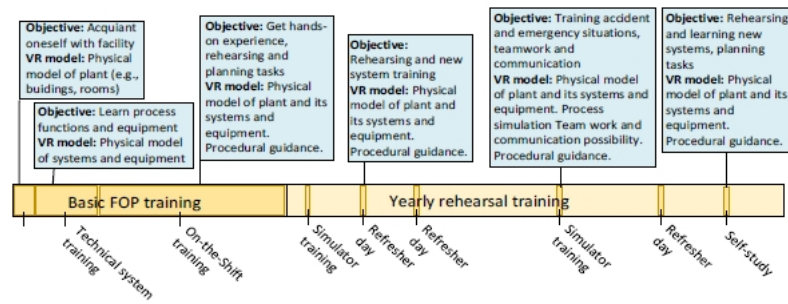 Objective: Acquiant
oneself with facility
VR model: Physical
model of plant (e.g.,
buidings, rooms)
Objective: Learn process
functions and equipment
VR model: Physical model
of systems and equipment
Objective: Get hands-
on experience,
rehearsing and
planning tasks
VR model: Physical
model of plant and its
systems and
equipment.
Procedural guidance.
Objective:
Rehearsing and new
system training
VR model: Physical
model of plant and
its systems and
equipment.
Procedural guidance.
Objective: Training accident
and emergency situations,
teamwork and
communication
VR model: Physical model
of plant and its systems and
equipment. Process
simulation Team work and
communication possibility.
Procedural guidance.
Objective: Rehearsing
and learning new
systems, planning
tasks
VR model: Physical
model of plant and its
systems and
equipment.
Procedural guidance.
Basic FOP training
Yearly rehearsal training
Technical system
training
On-the-Shift
training
Simulator
training
Refresher
day
Refresher
day
Simulator
training
Refresher
day
Self-study